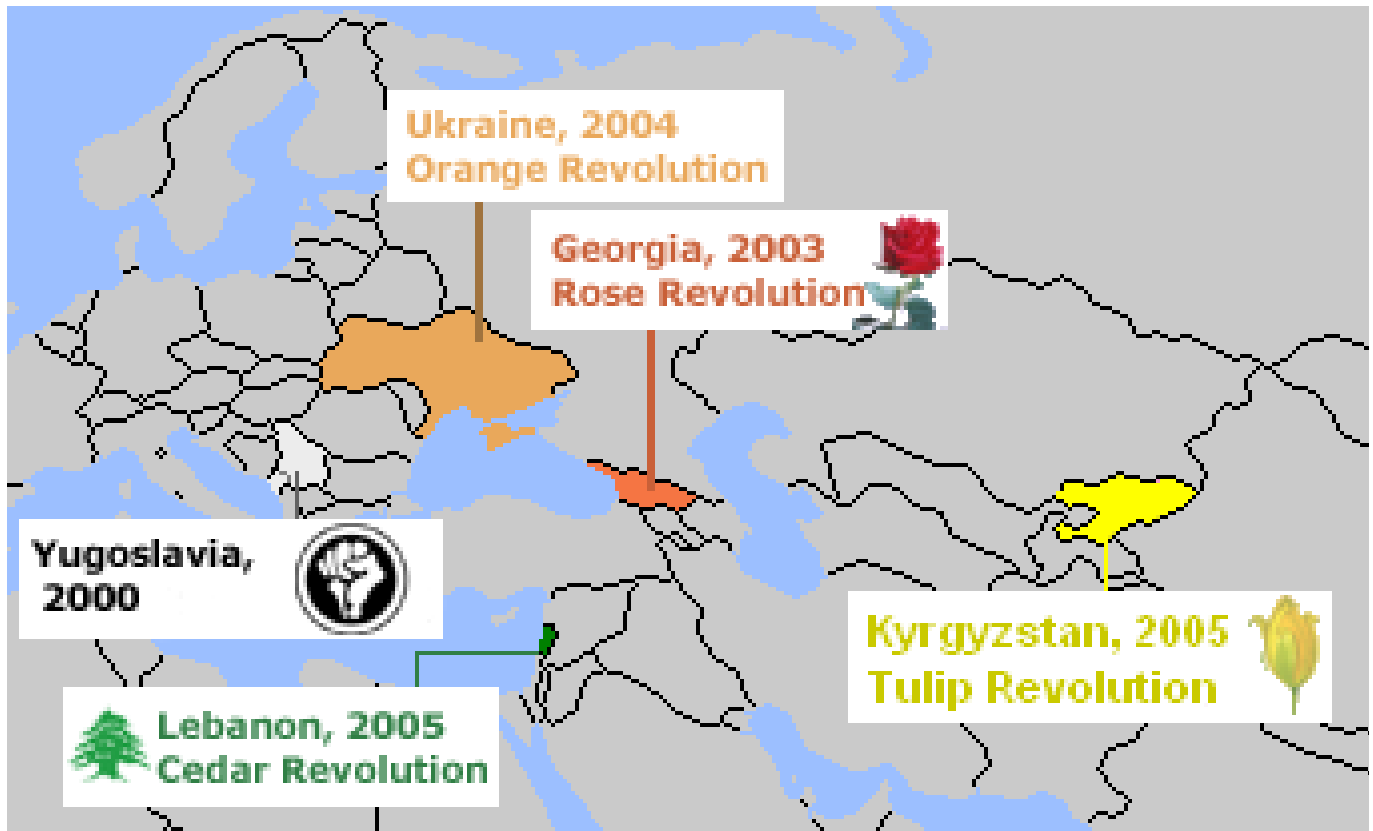 Ukraine, 2004
Orange Revolution
Georgia, 2003
Rose Revolution
Yugoslavia,
2000
Kyrgyzstan, 2005
Tulip Revolution
Lebanon, 2005
Cedar Revolution